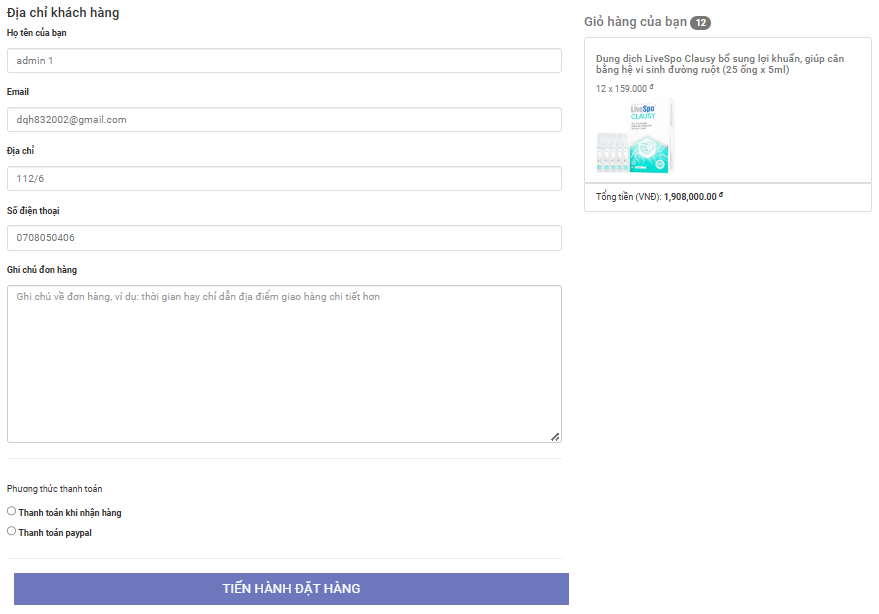 Địa chỉ khách hàng
Họ tên của bạn
admin 1
Email
dqh832002@gmail.com
Địa chỉ
112/6
Số điện thoại
0708050406
Ghi chú đơn hàng
Ghi chú về đơn hàng, ví dụ: thời gian hay chỉ dẫn địa điểm giao hàng chi tiết hơn
Phương thức thanh toán
Thanh toán khi nhận hàng
Thanh toán paypal
TIẾN HÀNH ĐẶT HÀNG
Giỏ hàng của bạn 12
Dung dịch LiveSpo Clausy bổ sung lợi khuẩn, giúp cân
bằng hệ vi sinh đường ruột (25 ống x 5ml)
12 x 159.000 đ
LiveSpo
CLAUSY
Tổng tiền (VNĐ): 1,908,000.00 đ